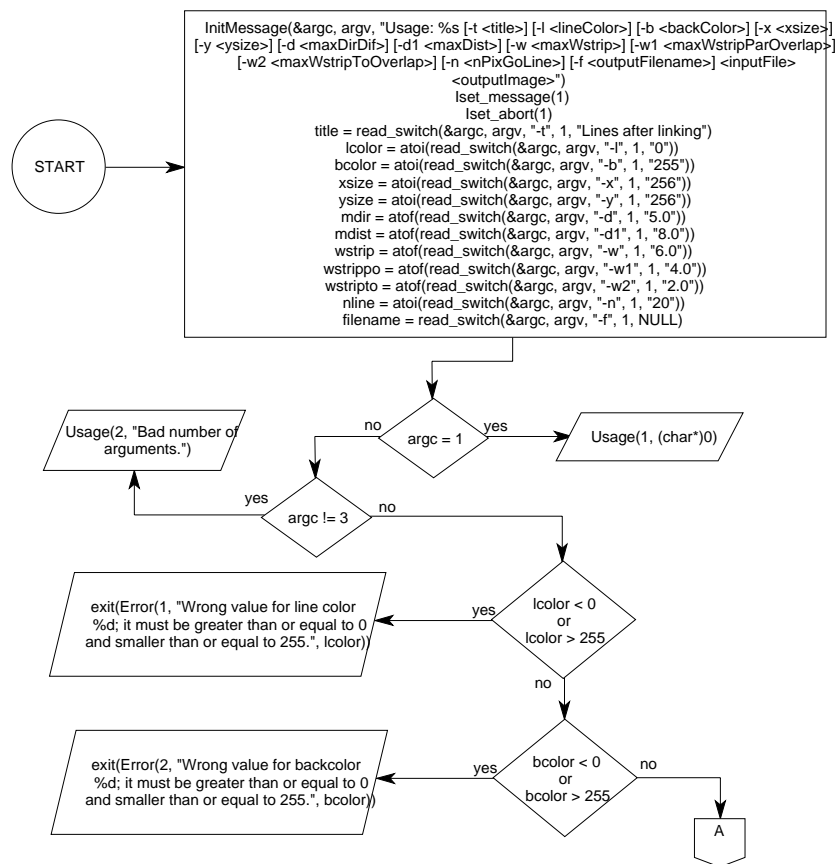 InitMessage(&argc, argv, "Usage: %s [-t <title>] [-l <lineColor>] [-b <backColor>] [-x <xsize>]
[-y <ysize>] [-d <maxDirDif>] [-d1 <maxDist>] [-w <maxWstrip>] [-w1 <maxWstripParOverlap>]
[-w2 <maxWstripToOverlap>] [-n <nPixGoLine>] [-f <outputFilename>] <inputFile>
<outputImage>")
Iset_message(1)
Iset_abort(1)
title = read_switch(&argc, argv, "-t", 1, "Lines after linking")
lcolor = atoi(read_switch(&argc, argv, "-l", 1, "0"))
bcolor = atoi(read_switch(&argc, argv, "-b", 1, "255"))
xsize = atoi(read_switch(&argc, argv, "-x", 1, "256"))
ysize = atoi(read_switch(&argc, argv, "-y", 1, "256"))
mdir = atof(read_switch(&argc, argv, "-d", 1, "5.0"))
mdist = atof(read_switch(&argc, argv, "-d1", 1, "8.0"))
wstrip = atof(read_switch(&argc, argv, "-w", 1, "6.0"))
wstrippo = atof(read_switch(&argc, argv, "-w1", 1, "4.0"))
wstripto = atof(read_switch(&argc, argv, "-w2", 1, "2.0"))
nline = atoi(read_switch(&argc, argv, "-n", 1, "20"))
filename = read_switch(&argc, argv, "-f", 1, NULL)
START
argc = 1
no
yes
Usage(1, (char*)0)
Usage(2, "Bad number of
arguments.")
argc != 3
yes
no
lcolor < 0
or
lcolor > 255
yes
no
exit(Error(1, "Wrong value for line color
%d; it must be greater than or equal to 0
and smaller than or equal to 255.", lcolor))
bcolor < 0
or
bcolor > 255
yes
no
exit(Error(2, "Wrong value for backcolor
%d; it must be greater than or equal to 0
and smaller than or equal to 255.", bcolor))
A